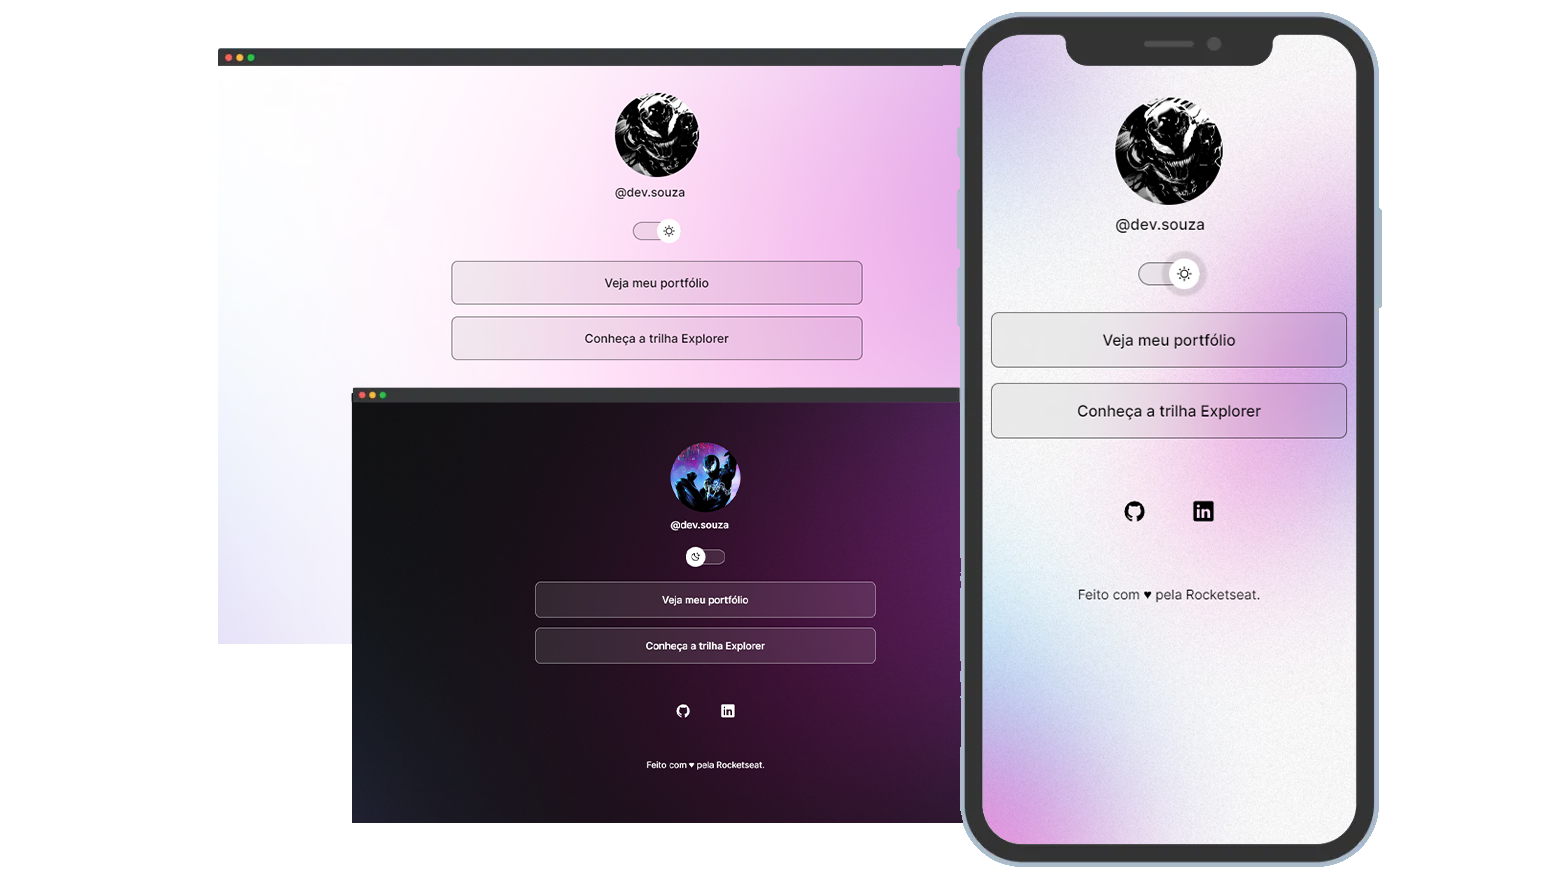 @dev.souza
Veja meu portfólio
Conheça a trilha Explorer
@dev.souza
Veja meu portfólio
Conheça a trilha Explorer
Feito com ♥ pela Rocketseat.
@dev.souza
Veja meu portfólio
Conheça a trilha Explorer
in
Feito com ♥ pela Rocketseat.